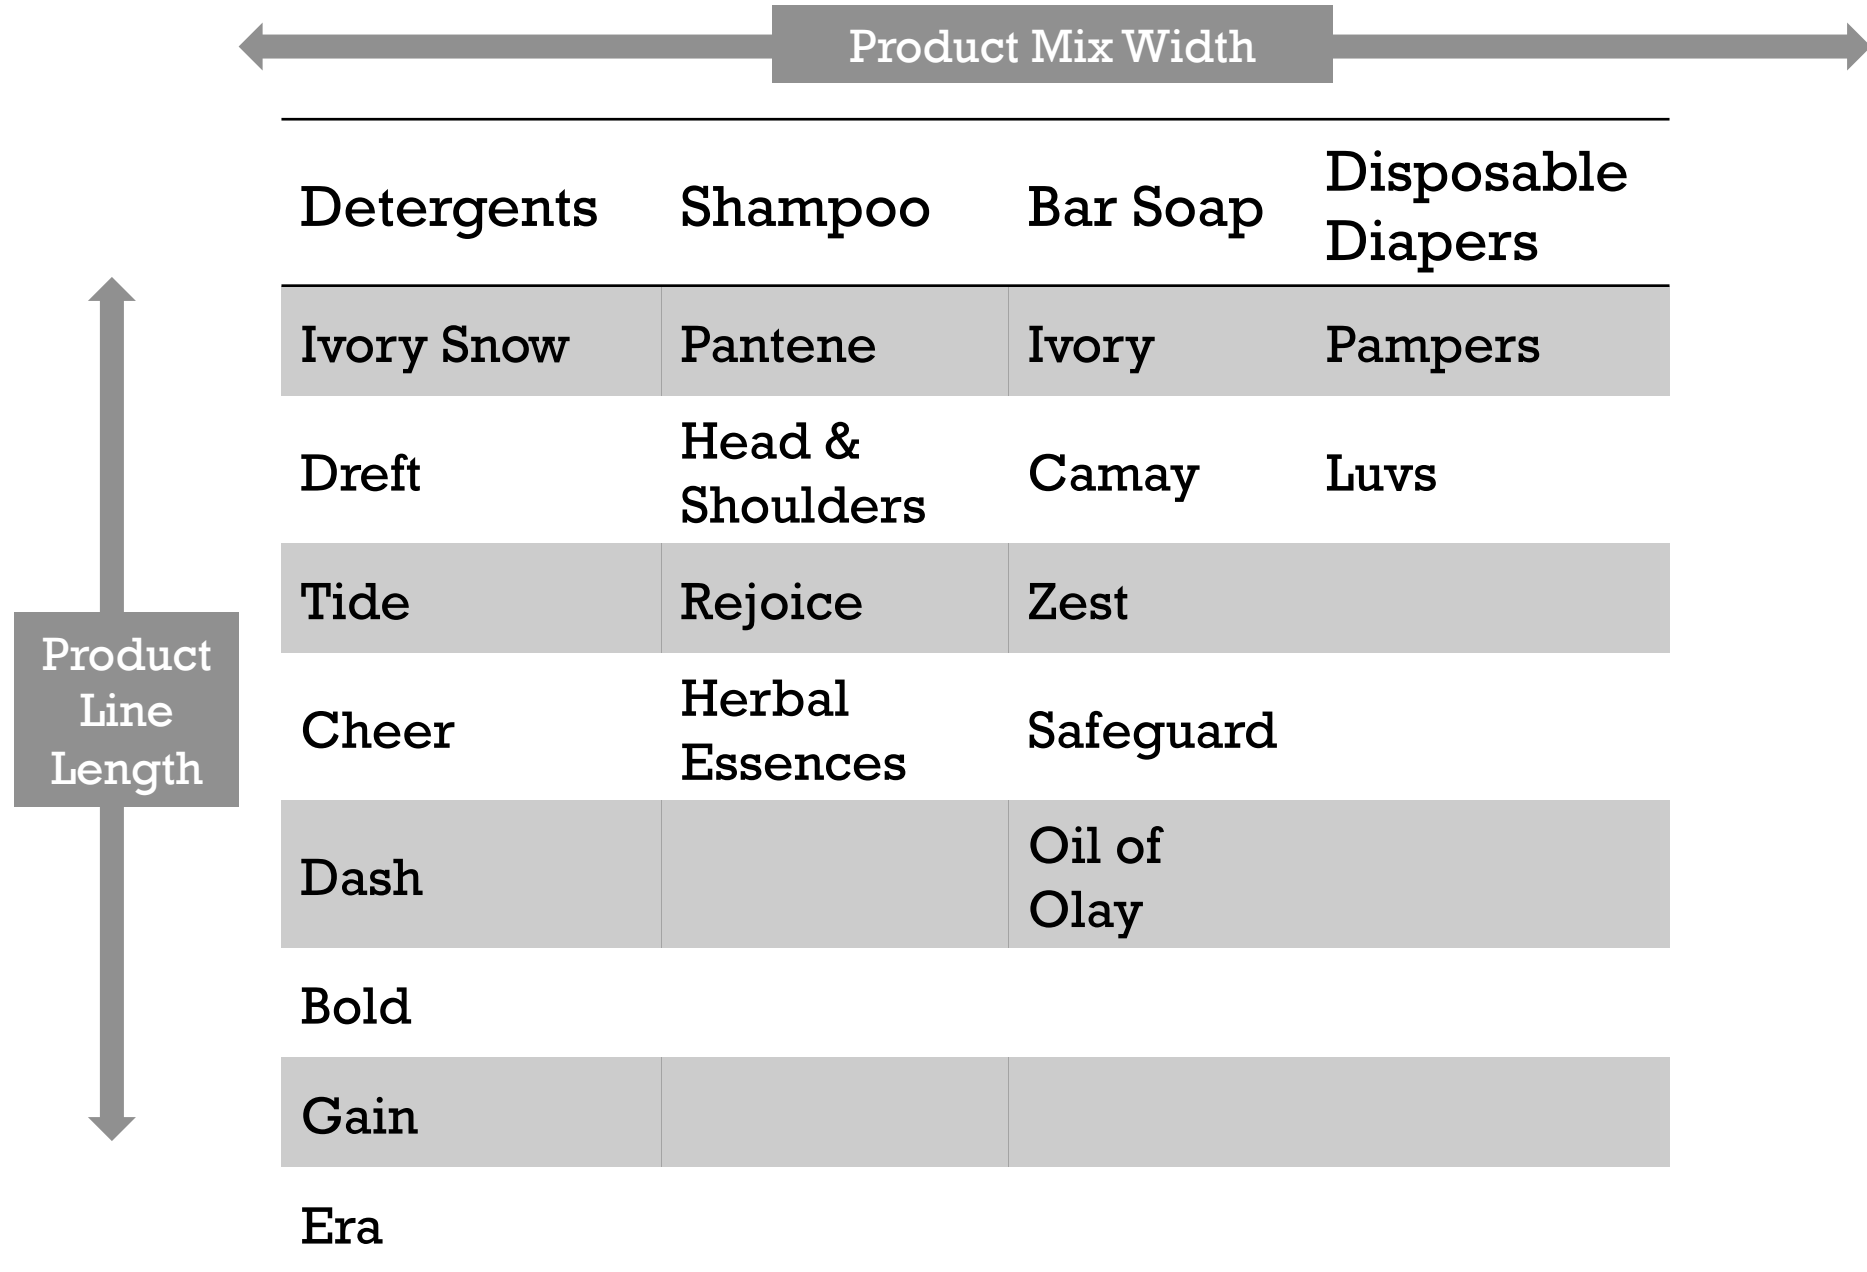 Product Mix Width
Detergents Shampoo Bar Soap Disposable
Diapers
Ivory Snow Pantene Ivory Pampers
Dreft Head &
Shoulders Camay Luvs
Tide Rejoice Zest
Product
Line
Length
Cheer Herbal
Essences Safeguard
Dash Oil of
Olay
Bold
Gain
Era